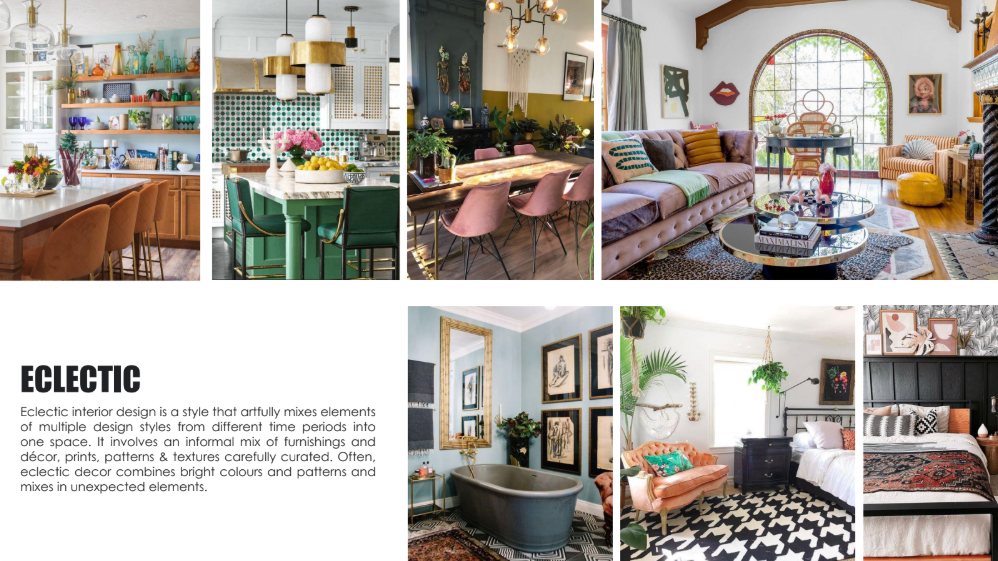 MAXIMALISM
ECLECTIC
Eclectic interior design is a style that artfully mixes elements
of multiple design styles from different time periods into
one space. It involves an informal mix of furnishings and
décor, prints, patterns & textures carefully curated. Often,
eclectic decor combines bright colours and patterns and
mixes in unexpected elements.